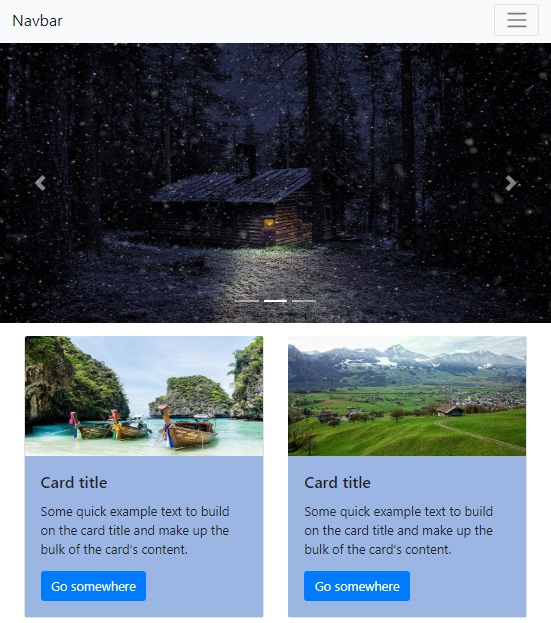 Navbar
Card title
Some quick example text to build
on the card title and make up the
bulk of the card's content.
Go somewhere
Card title
Some quick example text to build
on the card title and make up the
bulk of the card's content.
Go somewhere